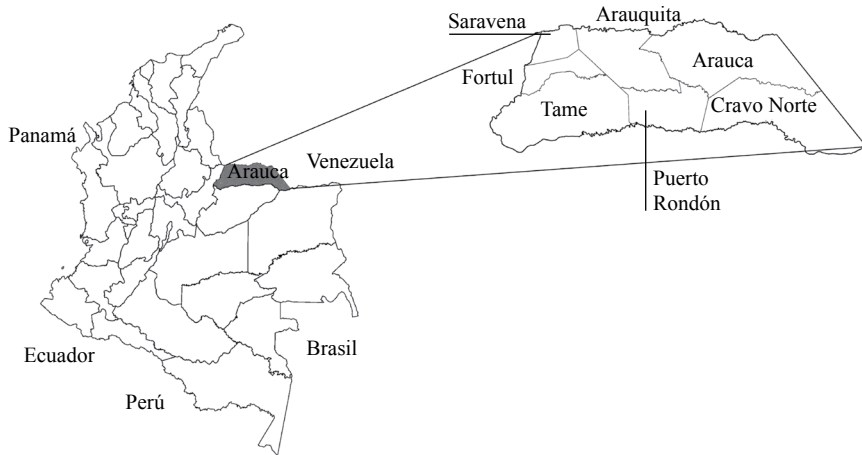 Saravena
Arauquita
Fortul
Arauca
Tame
Cravo Norte
Puerto
Rondón
Panamá
Arauca
Venezuela
Ecuador
Brasil
Perú